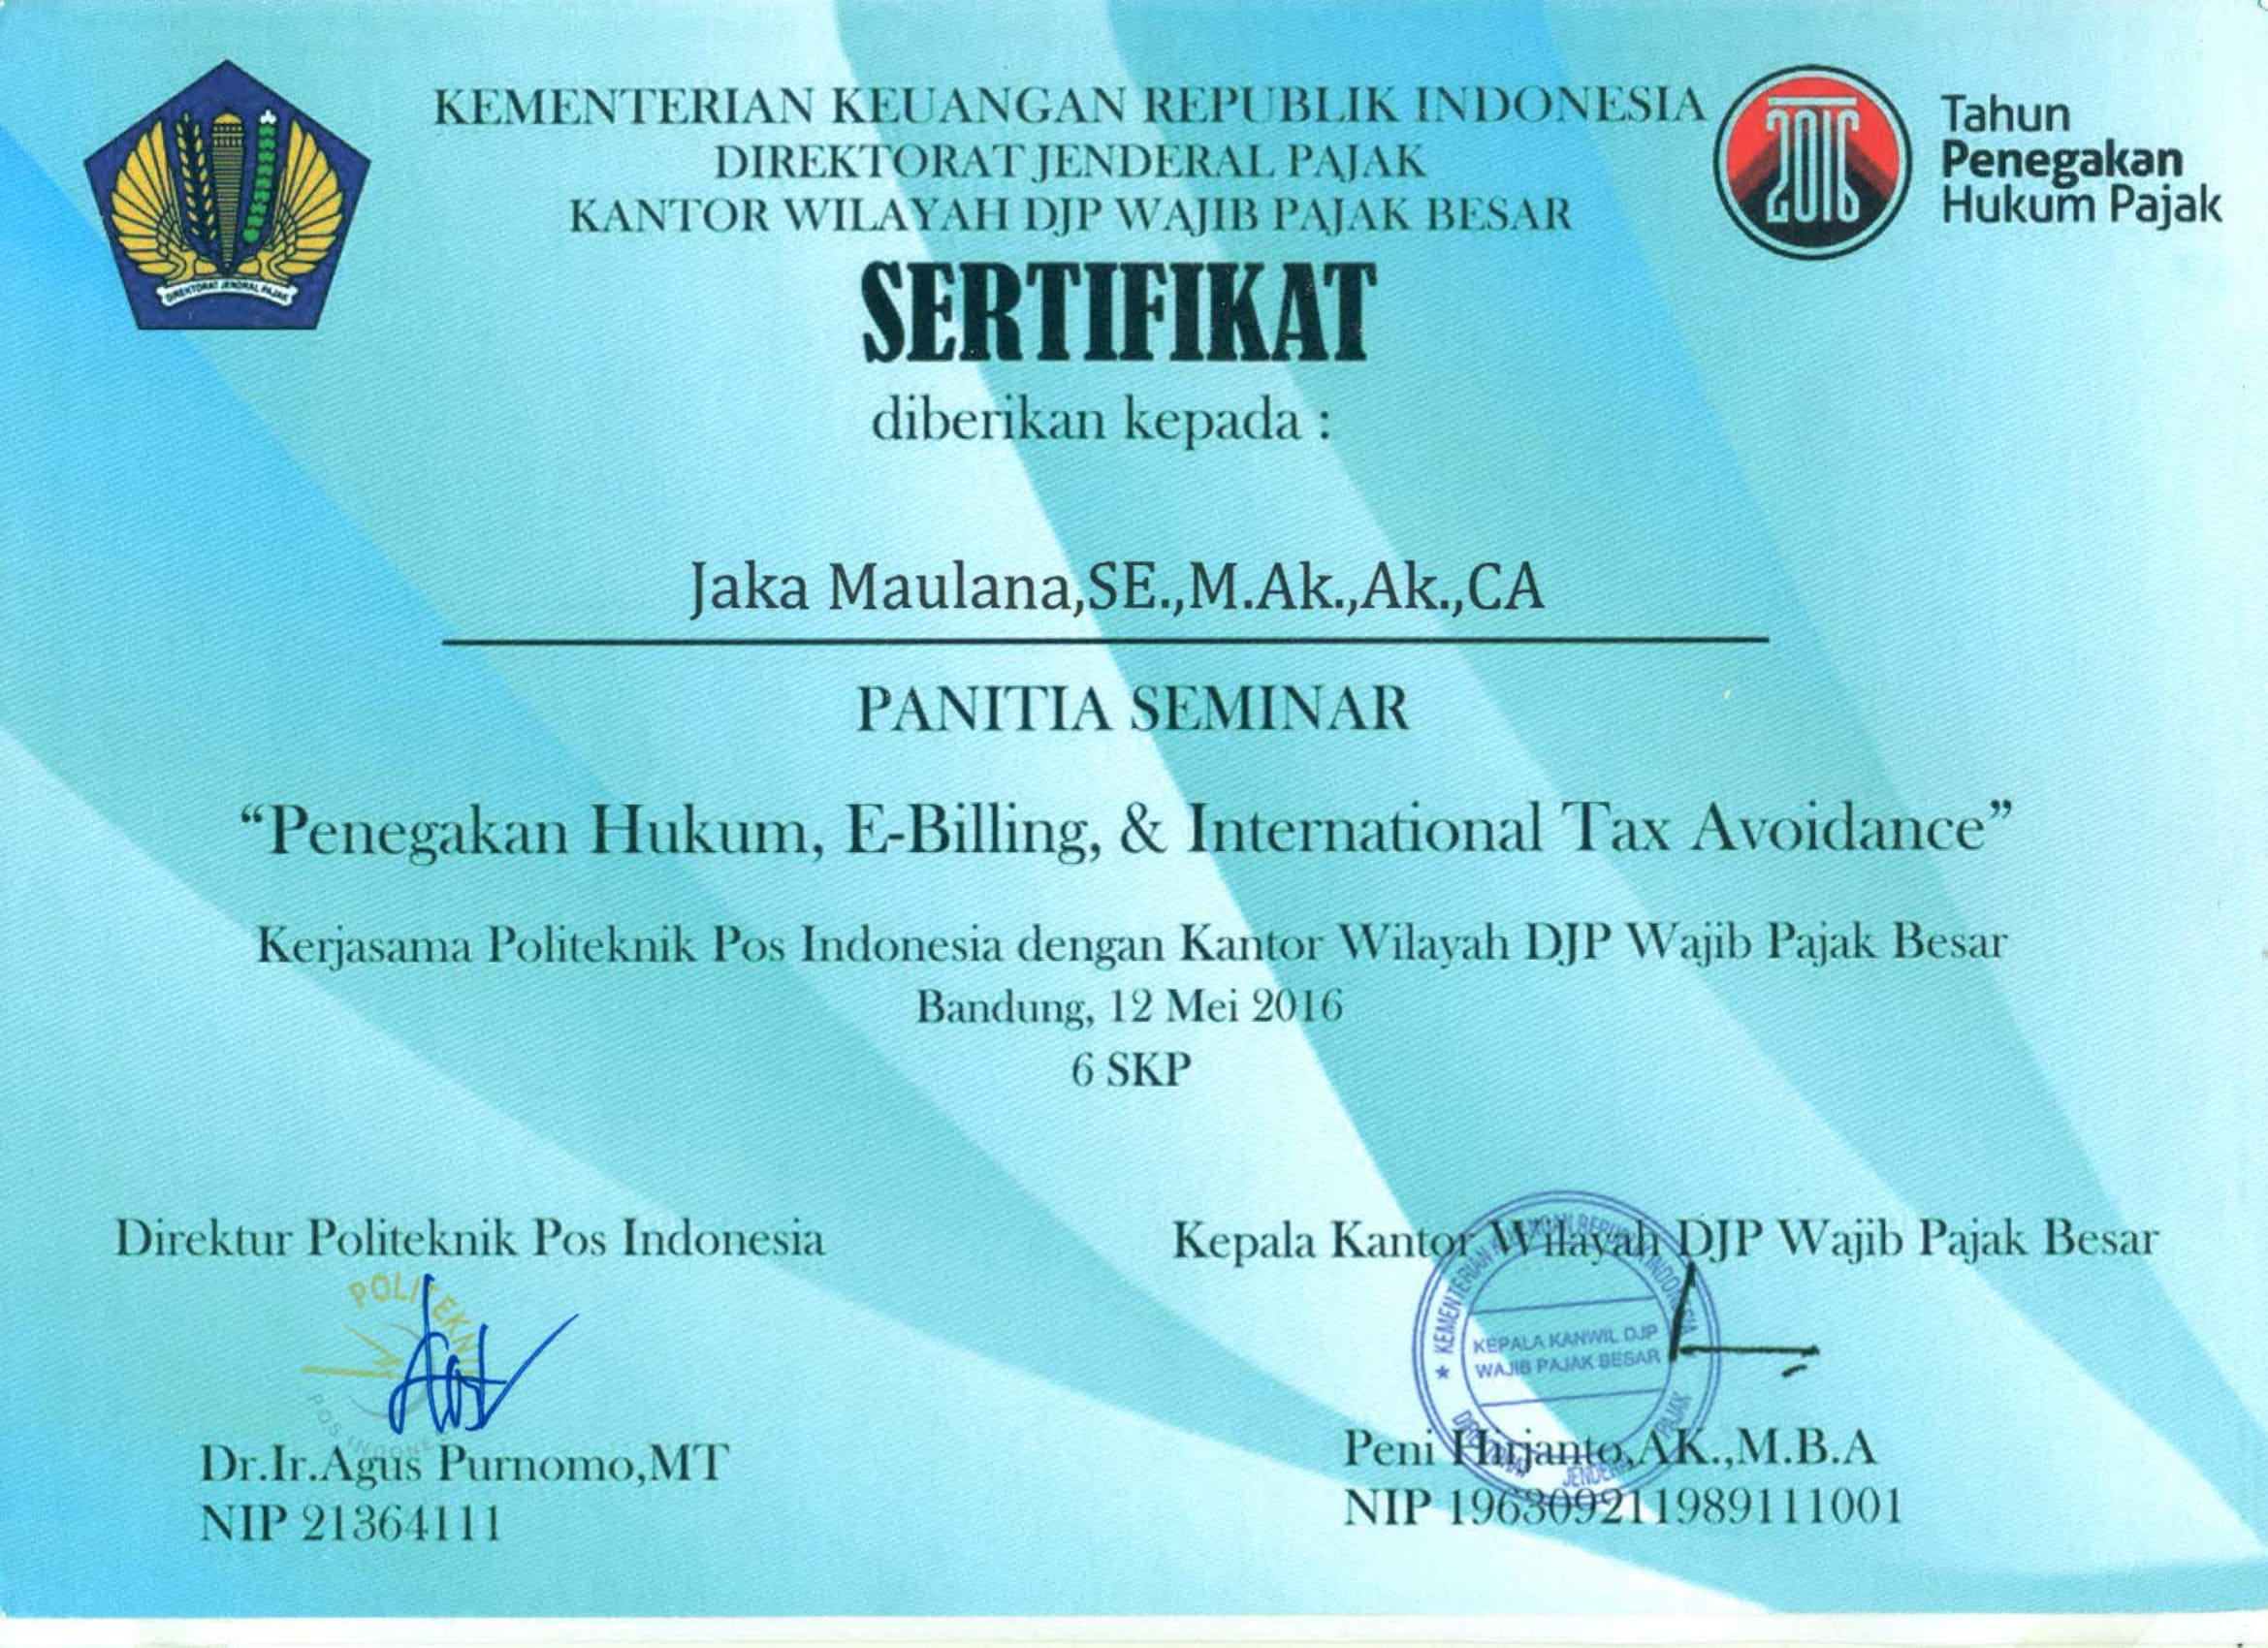 KEMENTERIAN KEUANGAN REPUBLIK INDONESIA
DIREKTORAT JENDERAL PAJAK
KANTOR WILAYAH DJP WAJIB PAJAK BESAR
DIREKTORAT JENDRAL PAJAK
2016
Tahun
Penegakan
Hukum Pajak
SERTIFIKAT
diberikan kepada :
Jaka Maulana,SE.,M.Ak.,Ak.,CA
PANITIA SEMINAR
“Penegakan Hukum, E-Billing, & International Tax Avoidance”
Kerjasama Politeknik Pos Indonesia dengan Kantor Wilayah DJP Wajib Pajak Besar
Bandung, 12 Mei 2016
6 SKP
Direktur Politeknik Pos Indonesia
POLITEKNIK
POS INDONESIA
Dr.Ir.Agus Purnomo,MT
NIP 21364111
Kepala Kantor Wilayah DJP Wajib Pajak Besar
KEMENTERIAN KEUANGAN REPUBLIK INDONESIA
KEPALA KANWIL DJP
WAJIB PAJAK BESAR
DIREKTORAT JENDERAL PAJAK
Peni Hirjanto,AK.,M.B.A
NIP 196309211989111001